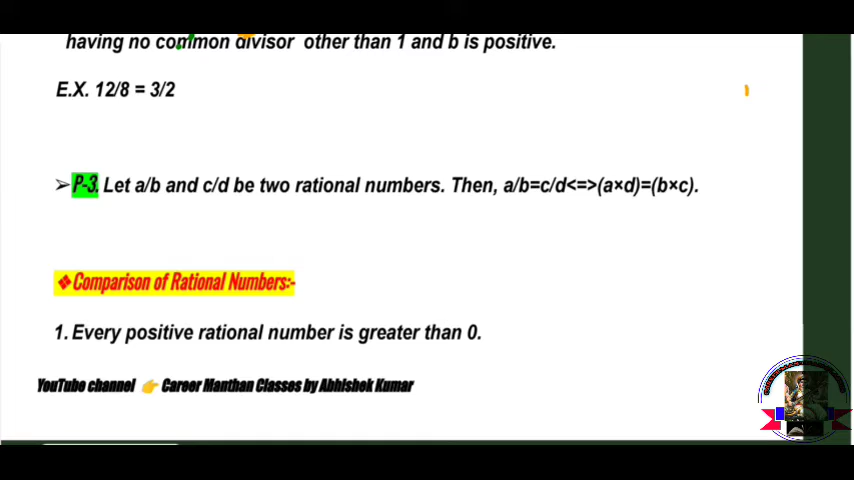 having no common divisor other than 1 and b is positive.
E.X. 12/8 = 3/2
➢P-3. Let a/b and c/d be two rational numbers. Then, a/b=c/d<=>(a×d)=(b×c).
❖Comparison of Rational Numbers:-
1. Every positive rational number is greater than 0.
YouTube channel 👉 Career Manthan Classes by Abhishek Kumar